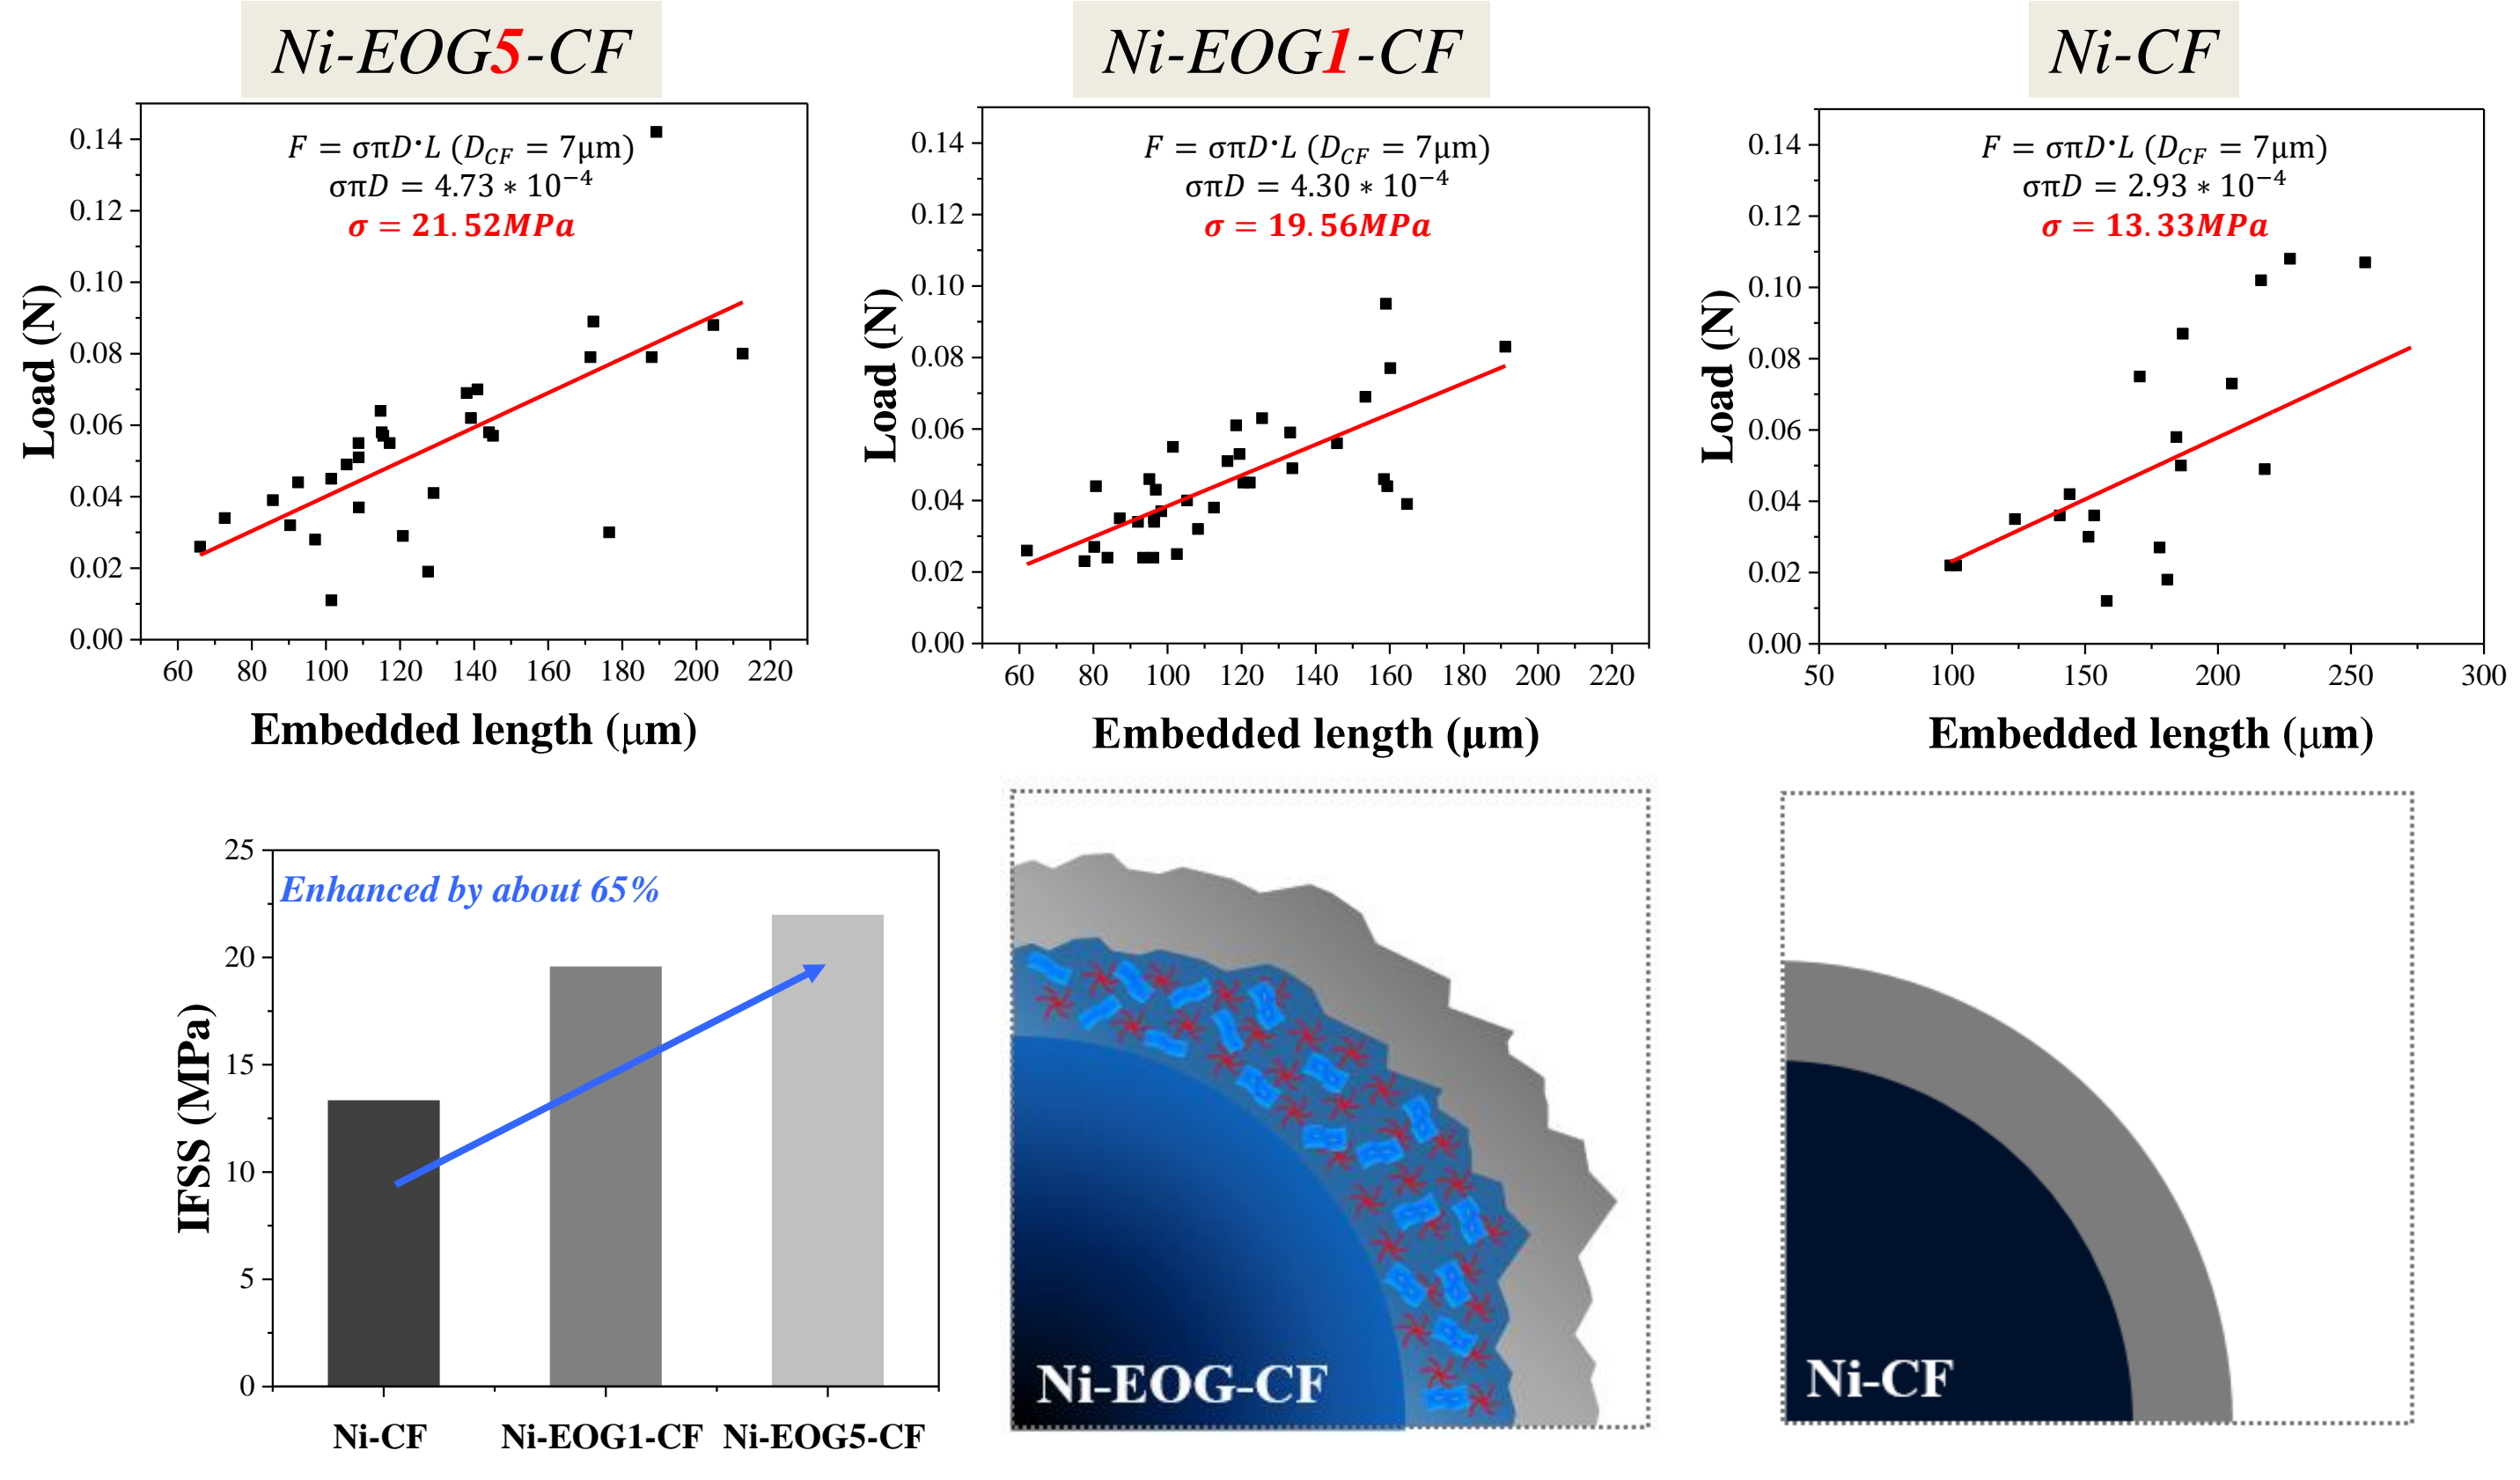 Ni-EOG5-CF
0.14
0.12
0.10
0.08
0.06
0.04
0.02
0.00
Load (N)
F = σπD·L (D_CF = 7μm)
σπD = 4.73 * 10⁻⁴
σ = 21.52MPa
60 80 100 120 140 160 180 200 220
Embedded length (μm)
Ni-EOG1-CF
0.14
0.12
0.10
0.08
0.06
0.04
0.02
0.00
Load (N)
F = σπD·L (D_CF = 7μm)
σπD = 4.30 * 10⁻⁴
σ = 19.56MPa
60 80 100 120 140 160 180 200 220
Embedded length (μm)
Ni-CF
0.14
0.12
0.10
0.08
0.06
0.04
0.02
0.00
Load (N)
F = σπD·L (D_CF = 7μm)
σπD = 2.93 * 10⁻⁴
σ = 13.33MPa
50 100 150 200 250 300
Embedded length (μm)
25
20
15
10
5
0
IFSS (MPa)
Enhanced by about 65%
Ni-CF Ni-EOG1-CF Ni-EOG5-CF
Ni-EOG-CF
Ni-CF